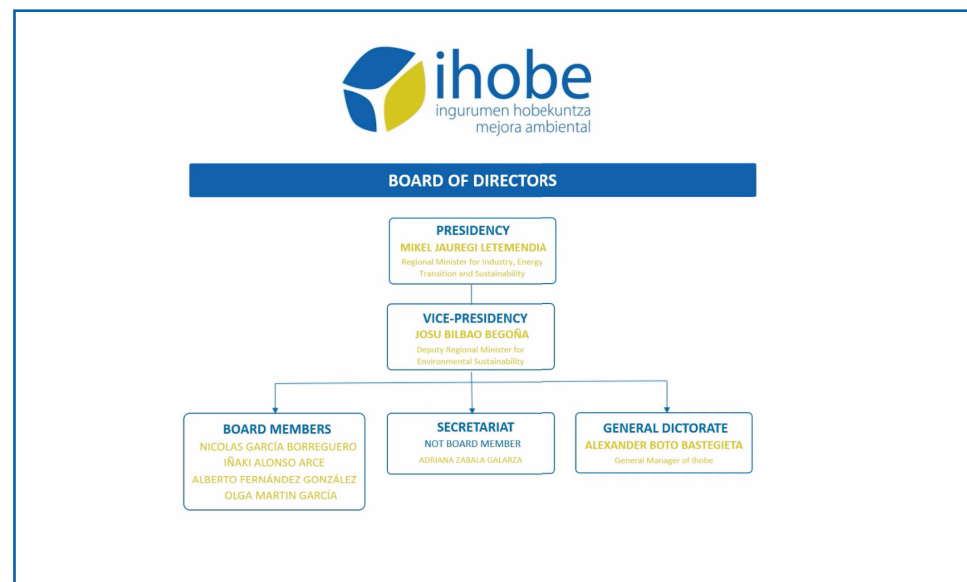 ihobe
ingurumen hobekuntza
mejora ambiental
BOARD OF DIRECTORS
PRESIDENCY
MIKEL JAUREGI LETEMENDIA
Regional Minister for Industry, Energy
Transition and Sustainability
VICE-PRESIDENCY
JOSU BILBAO BEGOÑA
Deputy Regional Minister for
Environmental Sustainability
BOARD MEMBERS
NICOLAS GARCÍA BORREGUERO
IÑAKI ALONSO ARCE
ALBERTO FERNÁNDEZ GONZÁLEZ
OLGA MARTIN GARCÍA
SECRETARIAT
NOT BOARD MEMBER
ADRIANA ZABALA GALARZA
GENERAL DICTORATE
ALEXANDER BOTO BASTEGIETA
General Manager of Ihobe